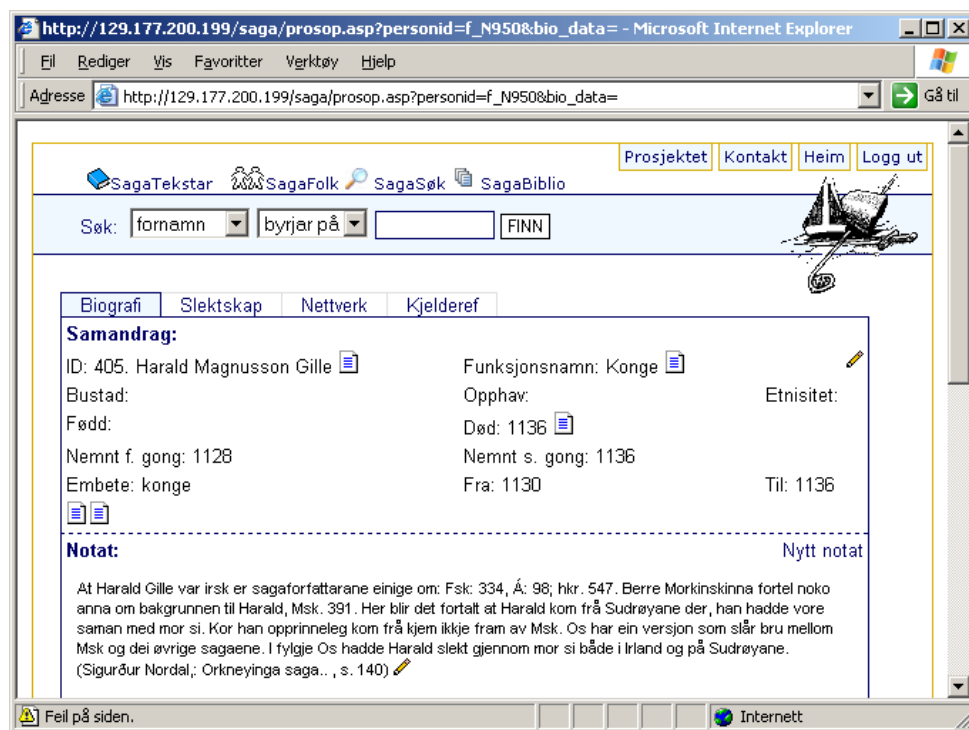 http://129.177.200.199/saga/prosop.asp?personid=f_N950&bio_data= - Microsoft Internet Explorer
Fil Rediger Vis Favoritter Verktøy Hjelp
Adresse http://129.177.200.199/saga/prosop.asp?personid=f_N950&bio_data= Gå til
Prosjektet Kontakt Heim Logg ut
SagaTekstar SagaFolk SagaSøk SagaBiblio
Søk: fornamn byrjar på FINN
Biografi Slektskap Nettverk Kjelderef
Samandrag:
ID: 405. Harald Magnusson Gille Funksjonsnamn: Konge
Bustad: Opphav: Etnisitet:
Fødd: Død: 1136
Nemnt f. gong: 1128 Nemnt s. gong: 1136
Embete: konge Fra: 1130 Til: 1136
Notat: Nytt notat
At Harald Gille var irsk er sagaforfattarane einige om: Fsk: 334, Á: 98; hkr. 547. Berre Morkinskinna fortel noko
anna om bakgrunnen til Harald, Msk. 391. Her blir det fortalt at Harald kom frå Sudrøyane der, han hadde vore
saman med mor si. Kor han opprinneleg kom frå kjem ikkje fram av Msk. Os har ein versjon som slår bru mellom
Msk og dei øvrige sagaene. I fylgje Os hadde Harald slekt gjennom mor si både i Irland og på Sudrøyane.
(Sigurður Nordal,: Orkneyinga saga.. , s. 140)
Feil på siden. Internett